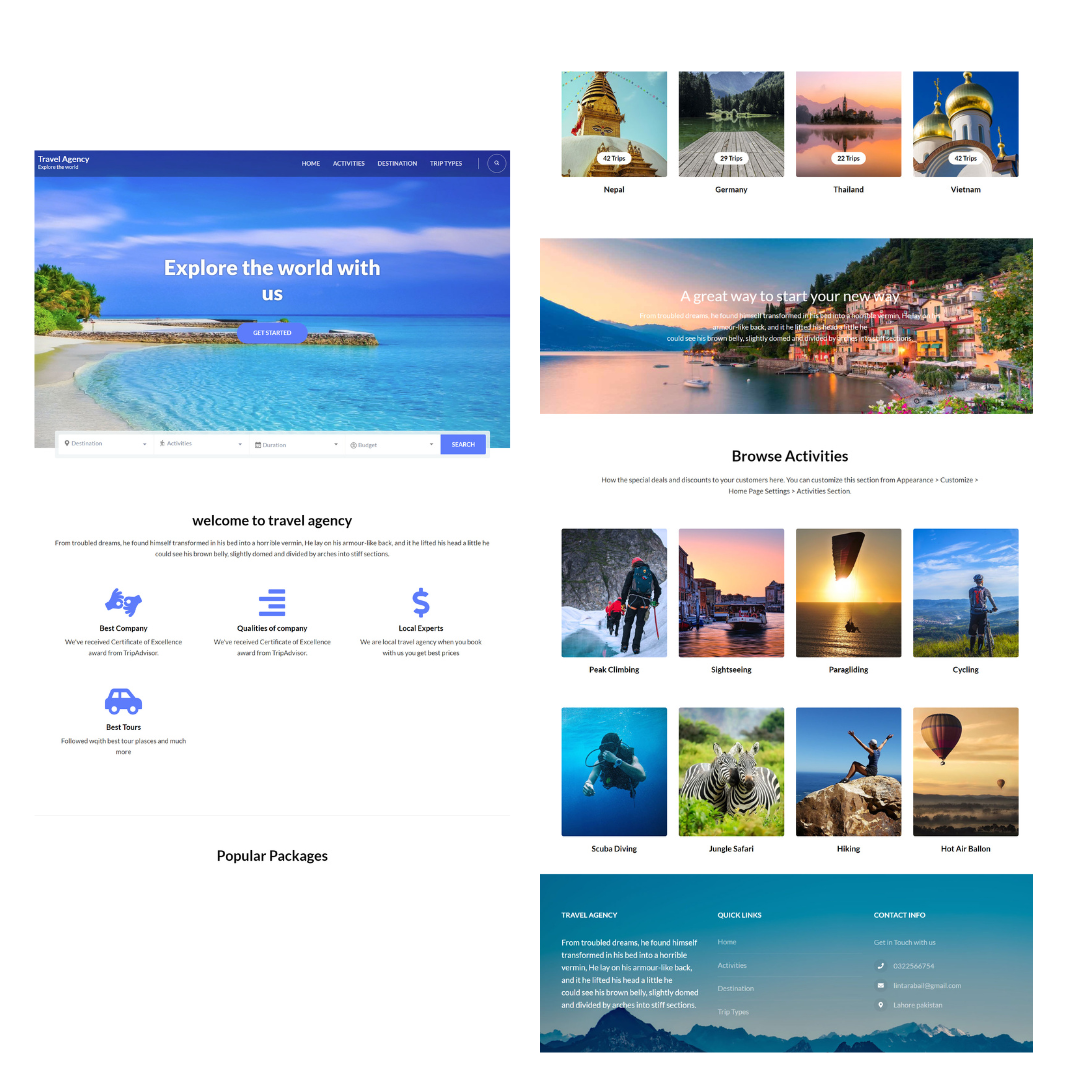 Travel Agency
Explore the world
HOME ACTIVITIES DESTINATION TRIP TYPES
Explore the world with
us
GET STARTED
Destination Activities Duration Budget SEARCH
welcome to travel agency
From troubled dreams, he found himself transformed in his bed into a horrible vermin, He lay on his armour-like back, and it he lifted his head a little he
could see his brown belly, slightly domed and divided by arches into stiff sections.
Best Company
We've received Certificate of Excellence
award from TripAdvisor.
Qualities of company
We've received Certificate of Excellence
award from TripAdvisor.
Local Experts
We are local travel agency when you book
with us you get best prices
Best Tours
Followed wqjth best tour plasces and much
more
Popular Packages
42 Trips 29 Trips 22 Trips 42 Trips
Nepal Germany Thailand Vietnam
A great way to start your new way
From troubled dreams, he found himself transformed in his bed into a horrible vermin, He lay on his
armour-like back, and it he lifted his head a little he
could see his brown belly, slightly domed and divided by arches into stiff sections.
Browse Activities
How the special deals and discounts to your customers here. You can customize this section from Appearance > Customize >
Home Page Settings > Activities Section.
Peak Climbing Sightseeing Paragliding Cycling
Scuba Diving Jungle Safari Hiking Hot Air Ballon
TRAVEL AGENCY
From troubled dreams, he found himself
transformed in his bed into a horrible
vermin, He lay on his armour-like back,
and it he lifted his head a little he
could see his brown belly, slightly domed
and divided by arches into stiff sections.
QUICK LINKS
Home
Activities
Destination
Trip Types
CONTACT INFO
Get in Touch with us
0322566754
lintarabail@gmail.com
Lahore pakistan